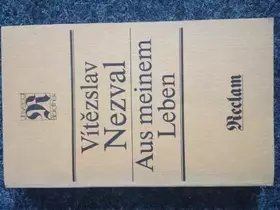 Vítězslav
Nezval
Aus meinem
Leben
Reclam